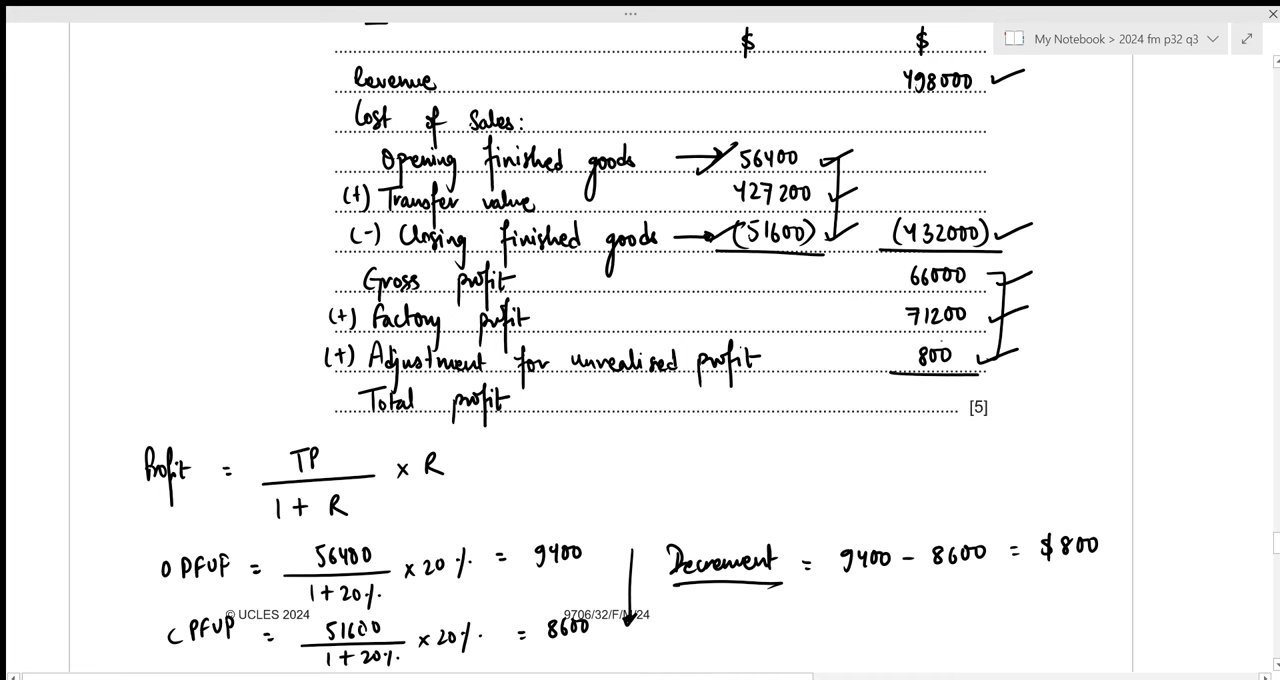 ...
My Notebook > 2024 fm p32 q3
$ $
Revenue 498000
Cost of Sales:
Opening finished goods → 56400
(+) Transfer value 427200
(-) Closing finished goods → (51600) (432000)
Gross profit 66000
(+) Factory profit 71200
(+) Adjustment for unrealised profit 800
Total profit [5]
Profit = TP / 1 + R × R
OPFUP = 56400 / 1 + 20% × 20% = 9400
Decrement = 9400 - 8600 = $800
© UCLES 2024 9706/32/F/M/24
CPFUP = 51600 / 1 + 20% × 20% = 8600